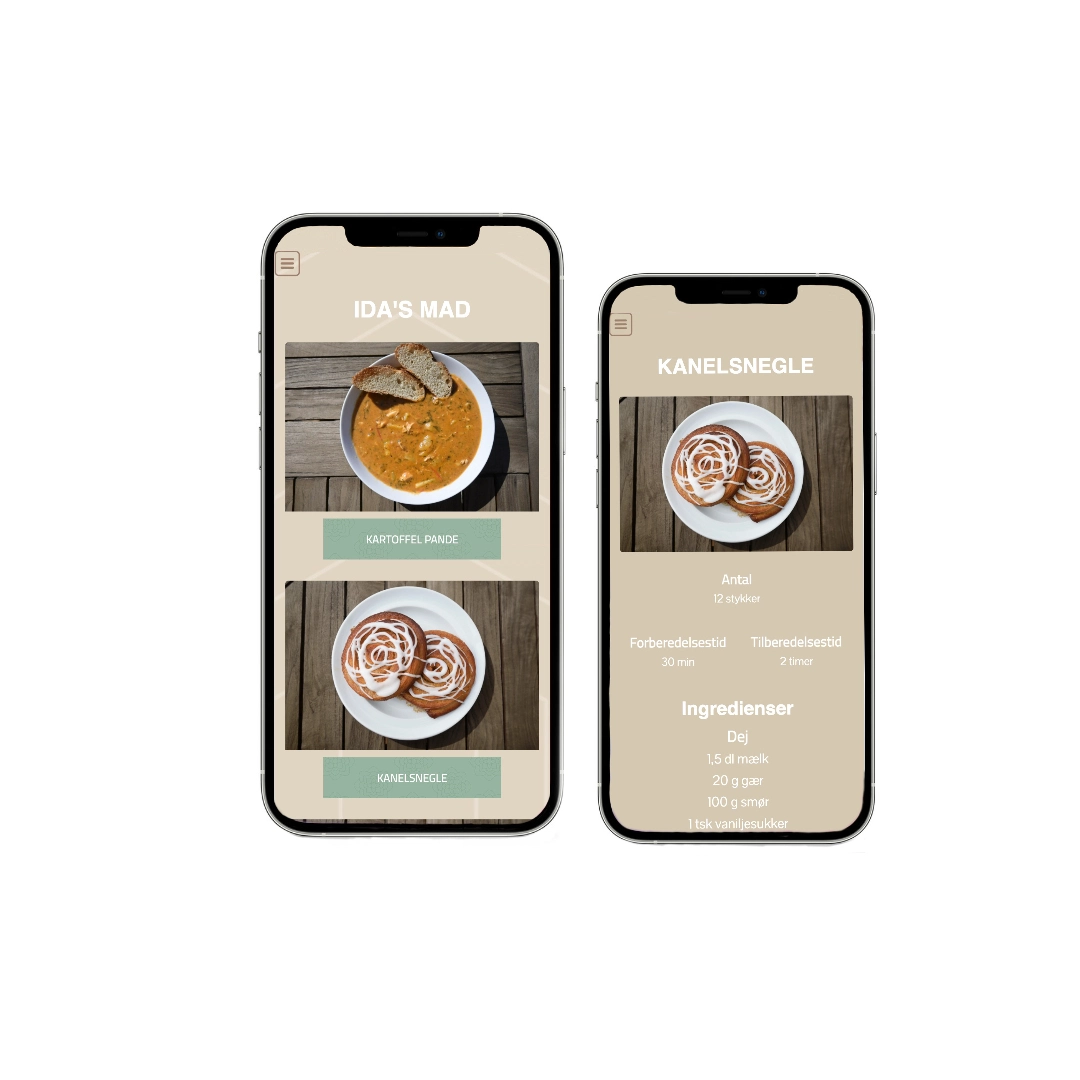 IDA'S MAD
KARTOFFEL PANDE
KANELSNEGLE
KANELSNEGLE
Antal
12 stykker
Forberedelsestid
30 min
Tilberedelsestid
2 timer
Ingredienser
Dej
1,5 dl mælk
20 g gær
100 g smør
1 tsk vaniljesukker